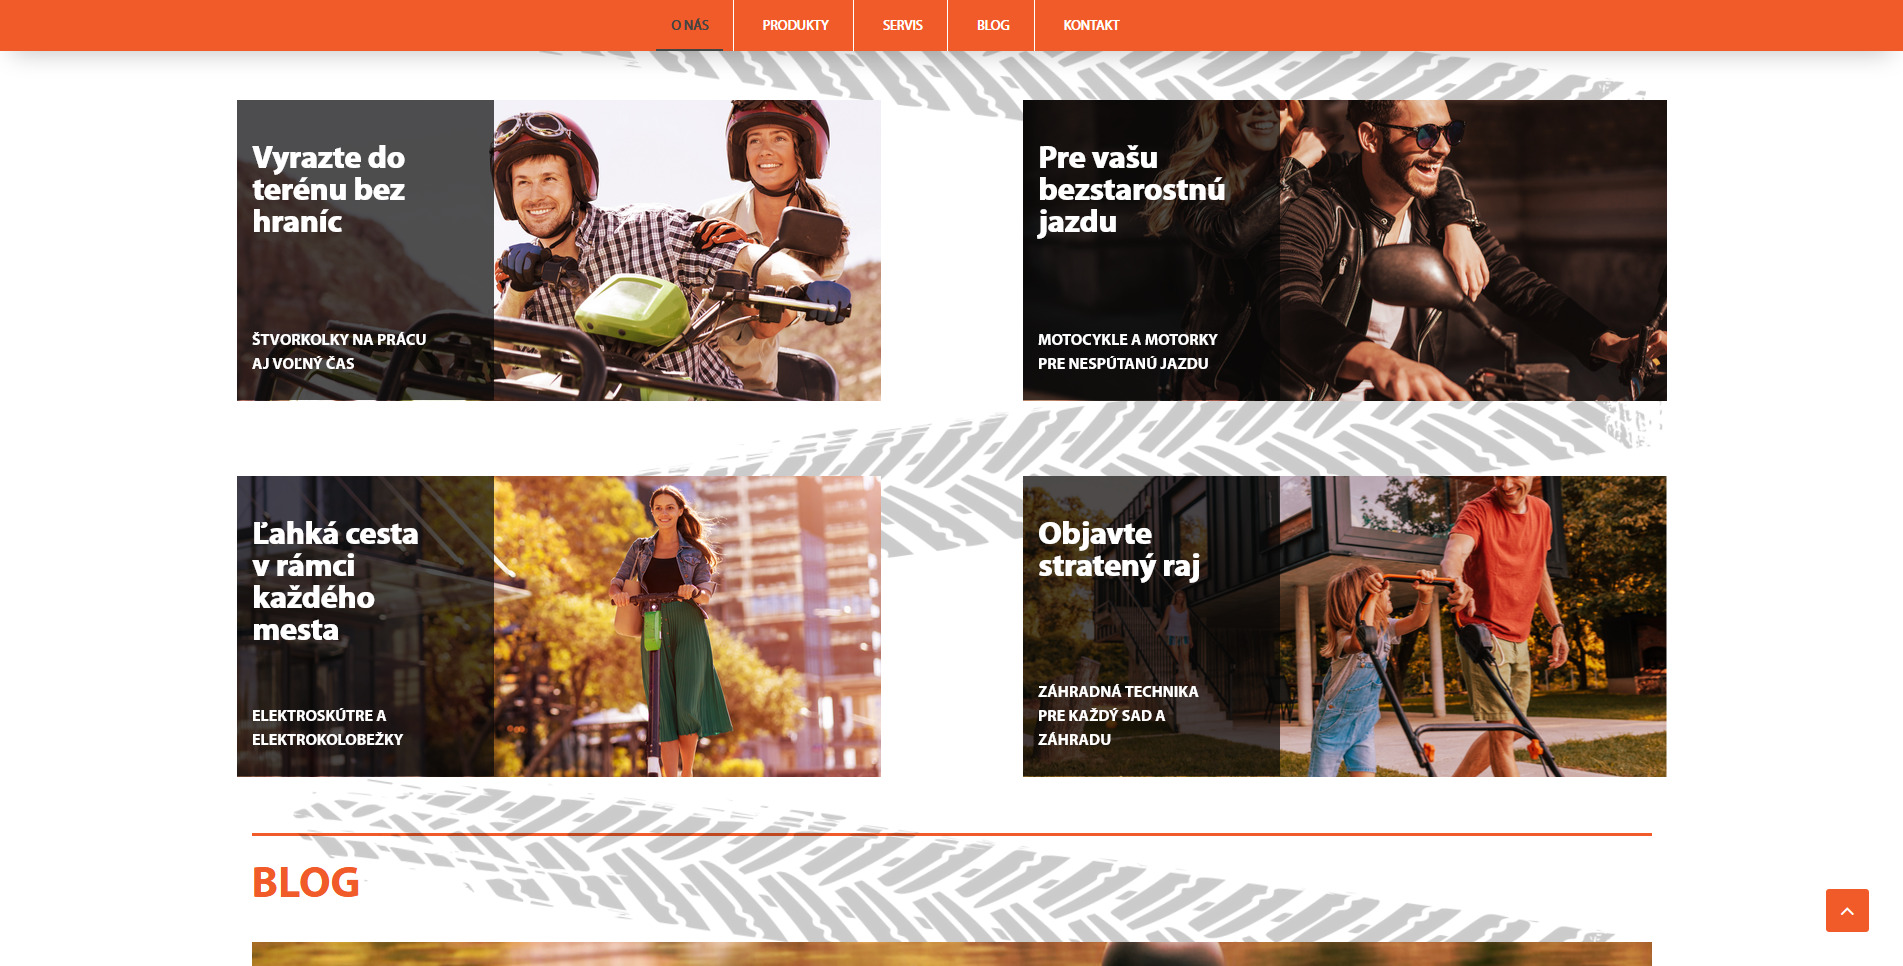 O NÁS
PRODUKTY
SERVIS
BLOG
KONTAKT
Vyrazte do
terénu bez
hraníc
ŠTVORKOLKY NA PRÁCU
AJ VOĽNÝ ČAS
Pre vašu
bezstarostnú
jazdu
MOTOCYKLE A MOTORKY
PRE NESPÚTANÚ JAZDU
Ľahká cesta
v rámci
každého
mesta
ELEKTROSKÚTRE A
ELEKTROKOLOBEŽKY
Objavte
stratený raj
ZÁHRADNÁ TECHNIKA
PRE KAŽDÝ SAD A
ZÁHRADU
BLOG